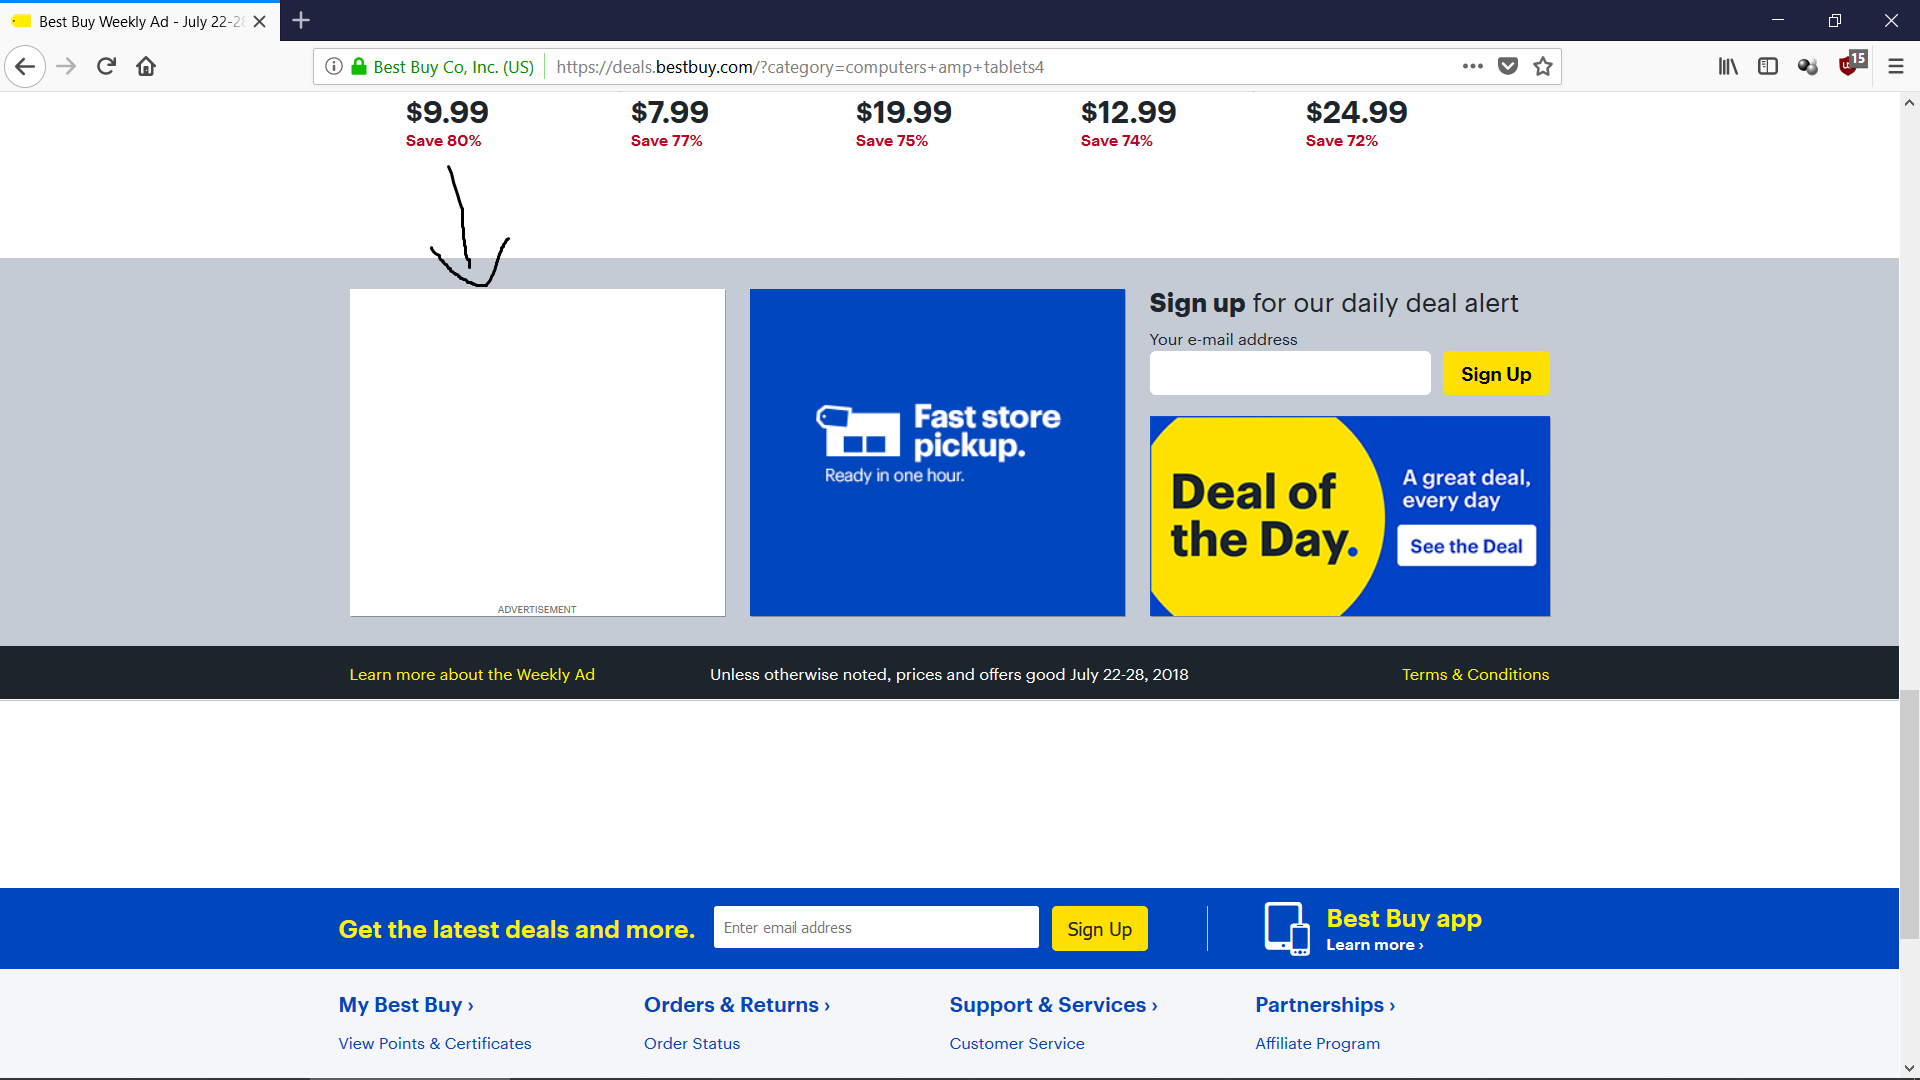 Best Buy Weekly Ad - July 22-28
Best Buy Co, Inc. (US)
https://deals.bestbuy.com/?category=computers+amp+tablets4
15
$9.99 $7.99 $19.99 $12.99 $24.99
Save 80% Save 77% Save 75% Save 74% Save 72%
ADVERTISEMENT
Fast store
pickup.
Ready in one hour.
Sign up for our daily deal alert
Your e-mail address
Sign Up
Deal of
the Day.
A great deal,
every day
See the Deal
Learn more about the Weekly Ad
Unless otherwise noted, prices and offers good July 22-28, 2018
Terms & Conditions
Get the latest deals and more.
Enter email address
Sign Up
Best Buy app
Learn more ›
My Best Buy › Orders & Returns › Support & Services › Partnerships ›
View Points & Certificates Order Status Customer Service Affiliate Program